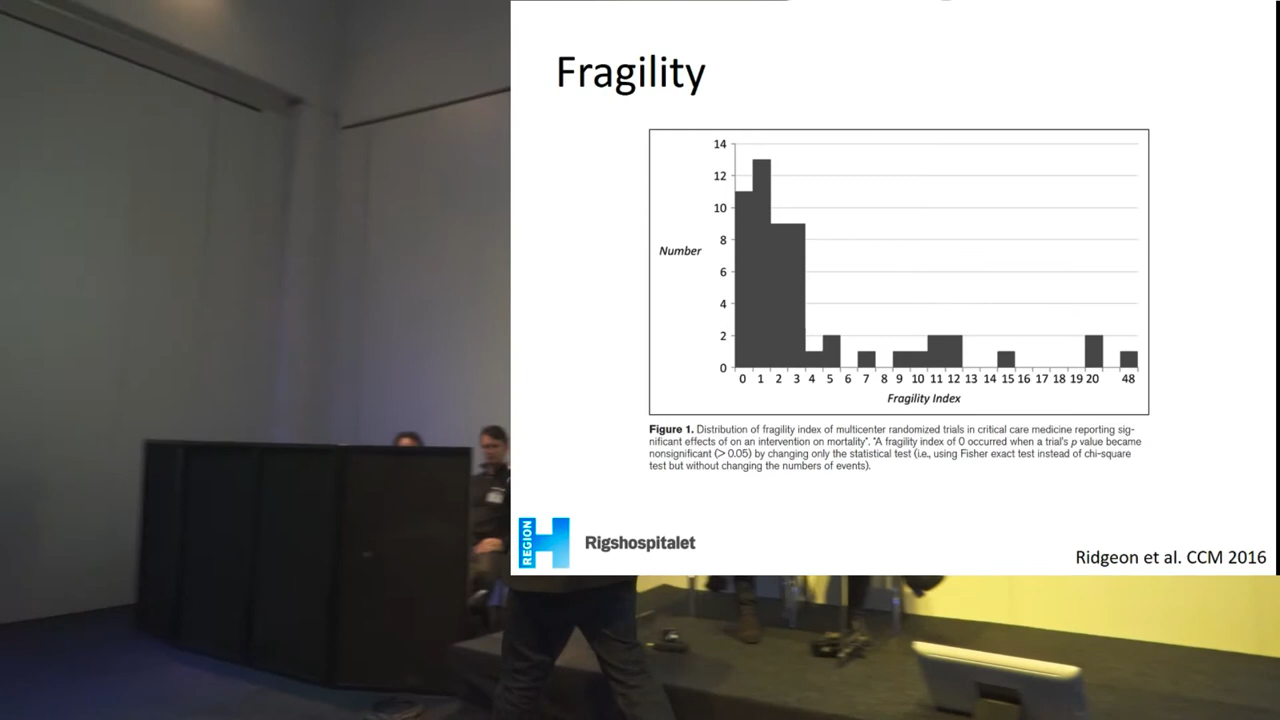 Fragility
14
12
10
8
6
4
2
0
Number
0 1 2 3 4 5 6 7 8 9 10 11 12 13 14 15 16 17 18 19 20 48
Fragility Index
Figure 1. Distribution of fragility index of multicenter randomized trials in critical care medicine reporting sig-
nificant effects of on an intervention on mortality*. *A fragility index of 0 occurred when a trial's p value became
nonsignificant (> 0.05) by changing only the statistical test (i.e., using Fisher exact test instead of chi-square
test but without changing the numbers of events).
REGION H
Rigshospitalet
Ridgeon et al. CCM 2016